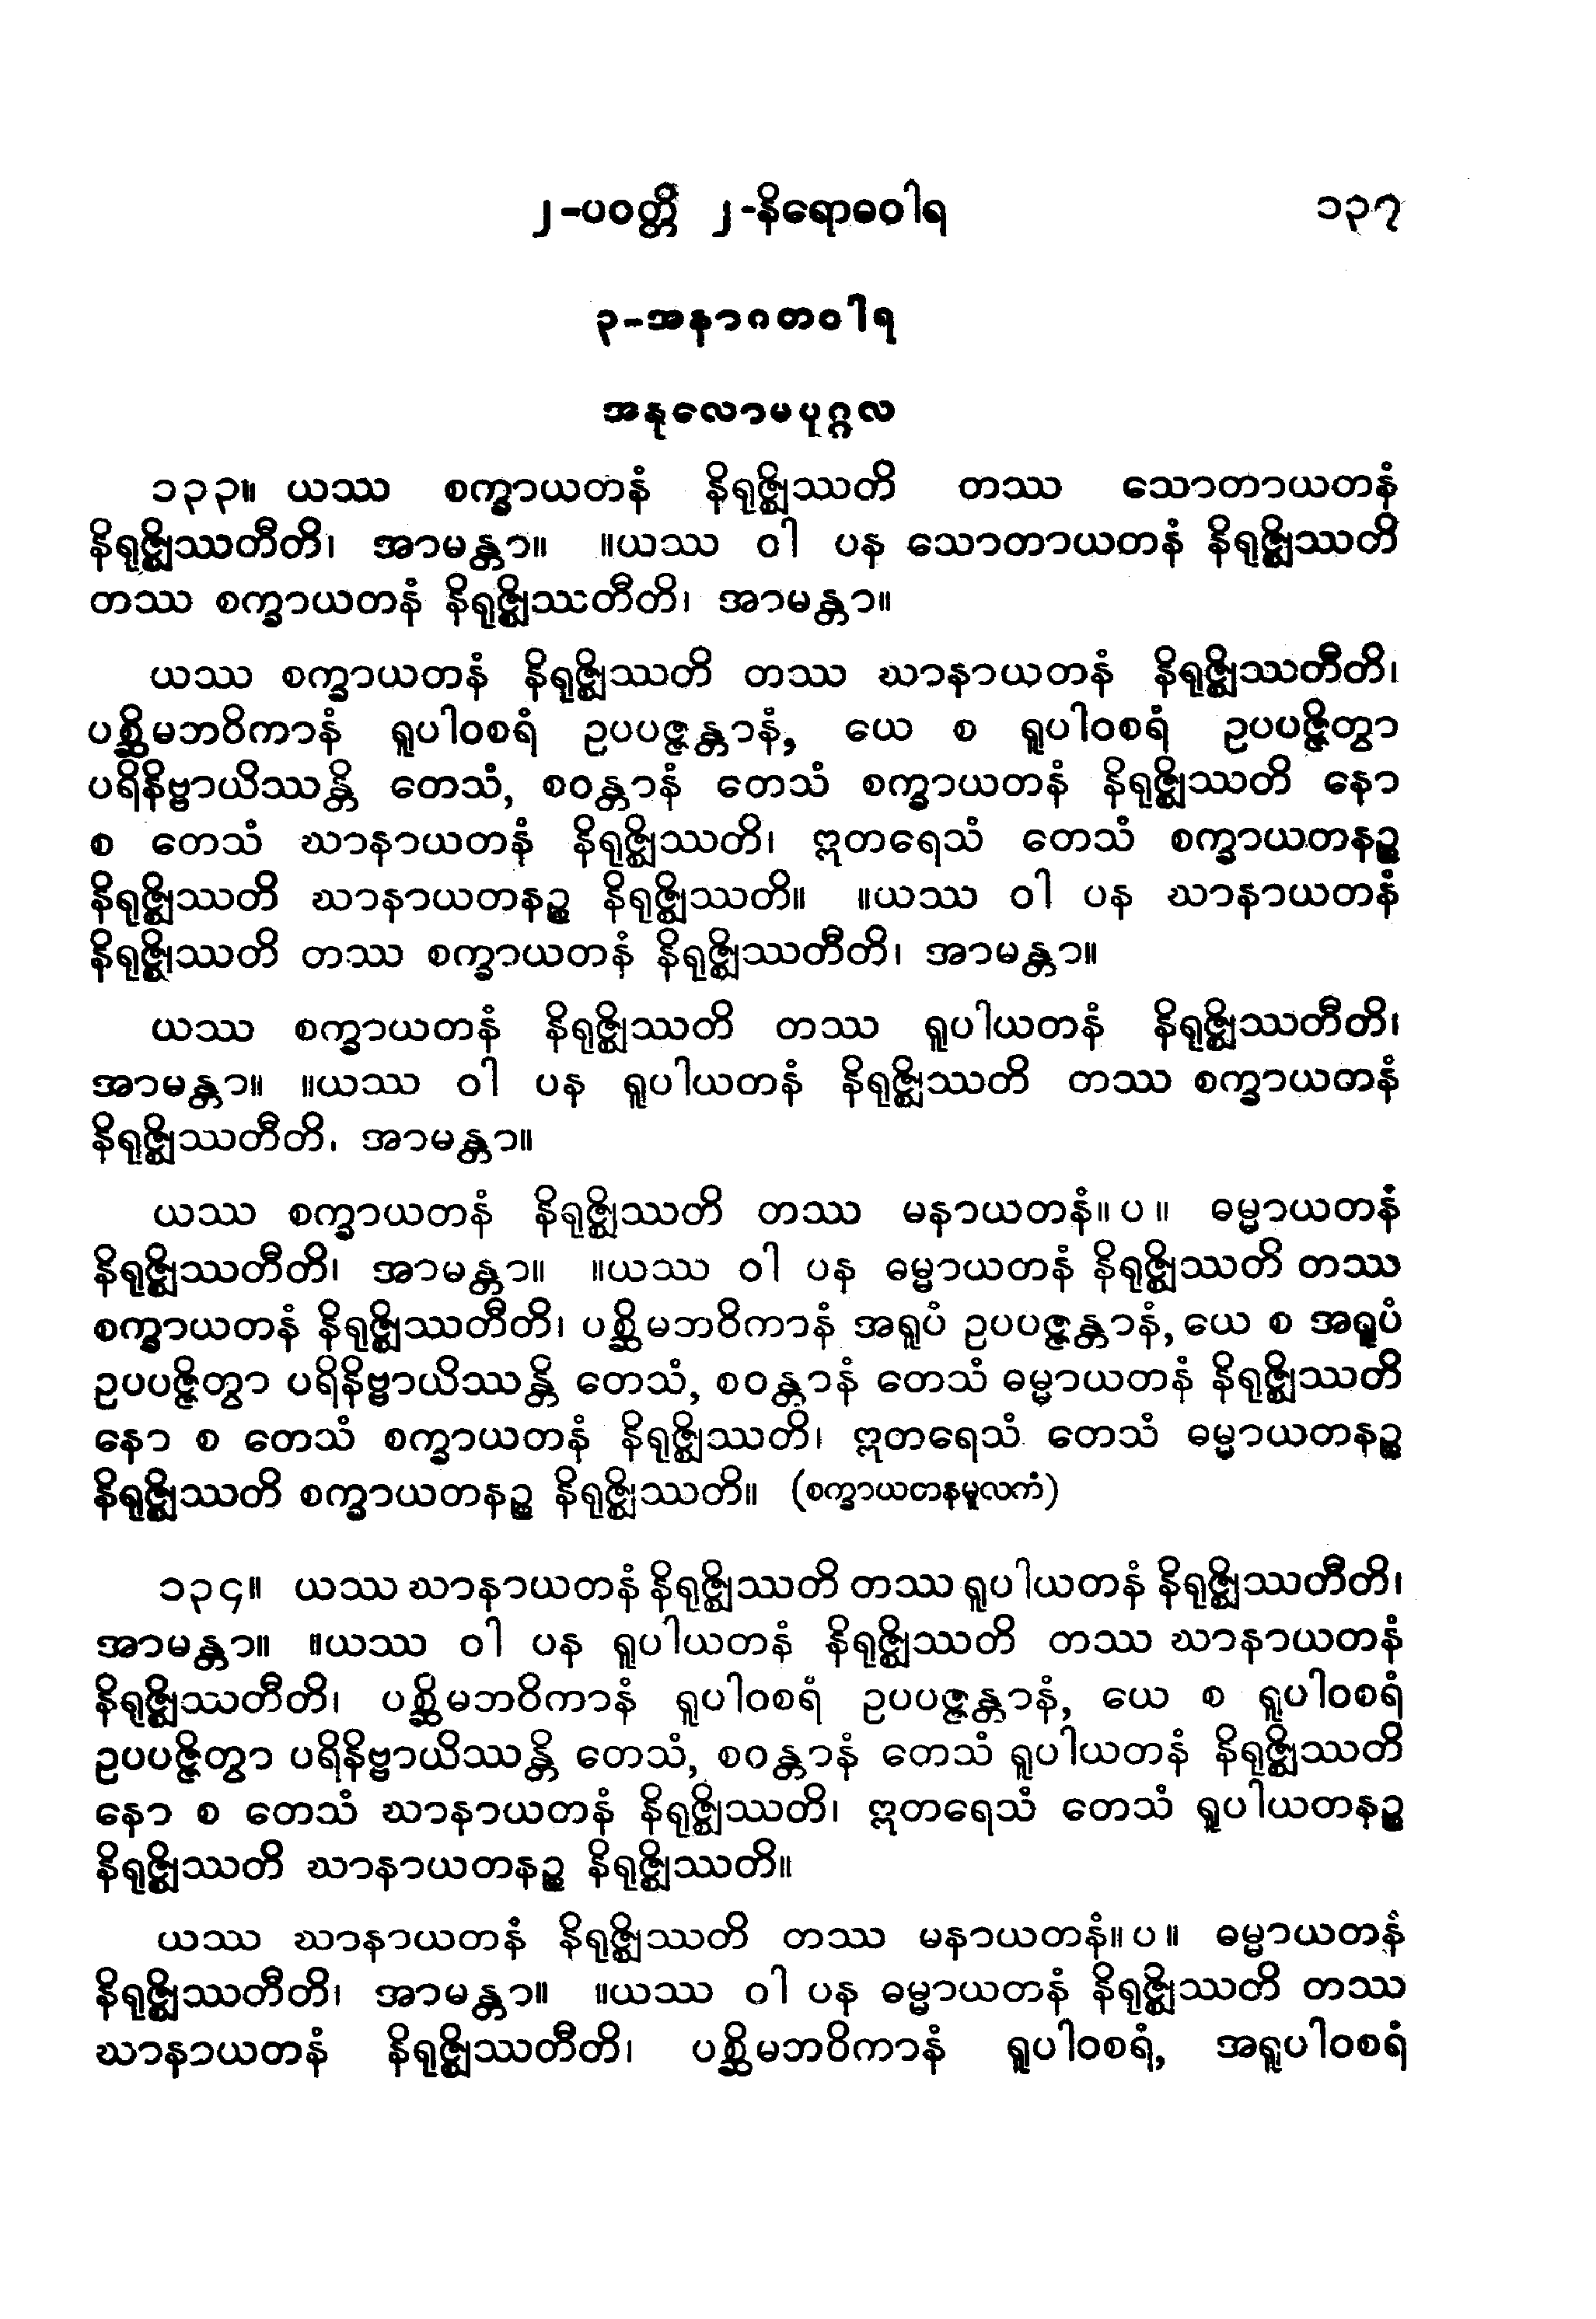 ၂-ပဝတ္တိ ၂-နိရောဓဝါရ ၁၃၇
၃-အနာဂတဝါရ
အနုလောမပုဂ္ဂလ
၁၃၃။ ယဿ စက္ခာယတနံ နိရုဇ္ဈိဿတိ တဿ သောတာယတနံ
နိရုဇ္ဈိဿတီတိ၊ အာမန္တာ။ ။ယဿ ဝါ ပန သောတာယတနံ နိရုဇ္ဈိဿတိ
တဿ စက္ခာယတနံ နိရုဇ္ဈိဿတီတိ၊ အာမန္တာ။
ယဿ စက္ခာယတနံ နိရုဇ္ဈိဿတိ တဿ ဃာနာယတနံ နိရုဇ္ဈိဿတီတိ၊
ပစ္ဆိမဘဝိကာနံ ရူပါဝစရံ ဥပပဇ္ဇန္တာနံ, ယေ စ ရူပါဝစရံ ဥပပဇ္ဇိတွာ
ပရိနိဗ္ဗာယိဿန္တိ တေသံ, စဝန္တာနံ တေသံ စက္ခာယတနံ နိရုဇ္ဈိဿတိ နော
စ တေသံ ဃာနာယတနံ နိရုဇ္ဈိဿတိ၊ ဣတရေသံ တေသံ စက္ခာယတနဉ္စ
နိရုဇ္ဈိဿတိ ဃာနာယတနဉ္စ နိရုဇ္ဈိဿတိ။ ။ယဿ ဝါ ပန ဃာနာယတနံ
နိရုဇ္ဈိဿတိ တဿ စက္ခာယတနံ နိရုဇ္ဈိဿတီတိ၊ အာမန္တာ။
ယဿ စက္ခာယတနံ နိရုဇ္ဈိဿတိ တဿ ရူပါယတနံ နိရုဇ္ဈိဿတီတိ၊
အာမန္တာ။ ။ယဿ ဝါ ပန ရူပါယတနံ နိရုဇ္ဈိဿတိ တဿ စက္ခာယတနံ
နိရုဇ္ဈိဿတီတိ၊ အာမန္တာ။
ယဿ စက္ခာယတနံ နိရုဇ္ဈိဿတိ တဿ မနာယတနံ။ ပ ။ ဓမ္မာယတနံ
နိရုဇ္ဈိဿတီတိ၊ အာမန္တာ။ ။ယဿ ဝါ ပန ဓမ္မာယတနံ နိရုဇ္ဈိဿတိ တဿ
စက္ခာယတနံ နိရုဇ္ဈိဿတီတိ၊ ပစ္ဆိမဘဝိကာနံ အရူပံ ဥပပဇ္ဇန္တာနံ, ယေ စ အရူပံ
ဥပပဇ္ဇိတွာ ပရိနိဗ္ဗာယိဿန္တိ တေသံ, စဝန္တာနံ တေသံ ဓမ္မာယတနံ နိရုဇ္ဈိဿတိ
နော စ တေသံ စက္ခာယတနံ နိရုဇ္ဈိဿတိ၊ ဣတရေသံ တေသံ ဓမ္မာယတနဉ္စ
နိရုဇ္ဈိဿတိ စက္ခာယတနဉ္စ နိရုဇ္ဈိဿတိ။ (စက္ခာယတနမူလကံ)
၁၃၄။ ယဿ ဃာနာယတနံ နိရုဇ္ဈိဿတိ တဿ ရူပါယတနံ နိရုဇ္ဈိဿတီတိ၊
အာမန္တာ။ ။ယဿ ဝါ ပန ရူပါယတနံ နိရုဇ္ဈိဿတိ တဿ ဃာနာယတနံ
နိရုဇ္ဈိဿတီတိ၊ ပစ္ဆိမဘဝိကာနံ ရူပါဝစရံ ဥပပဇ္ဇန္တာနံ, ယေ စ ရူပါဝစရံ
ဥပပဇ္ဇိတွာ ပရိနိဗ္ဗာယိဿန္တိ တေသံ, စဝန္တာနံ တေသံ ရူပါယတနံ နိရုဇ္ဈိဿတိ
နော စ တေသံ ဃာနာယတနံ နိရုဇ္ဈိဿတိ၊ ဣတရေသံ တေသံ ရူပါယတနဉ္စ
နိရုဇ္ဈိဿတိ ဃာနာယတနဉ္စ နိရုဇ္ဈိဿတိ။
ယဿ ဃာနာယတနံ နိရုဇ္ဈိဿတိ တဿ မနာယတနံ။ ပ ။ ဓမ္မာယတနံ
နိရုဇ္ဈိဿတီတိ၊ အာမန္တာ။ ။ယဿ ဝါ ပန ဓမ္မာယတနံ နိရုဇ္ဈိဿတိ တဿ
ဃာနာယတနံ နိရုဇ္ဈိဿတီတိ၊ ပစ္ဆိမဘဝိကာနံ ရူပါဝစရံ, အရူပါဝစရံ